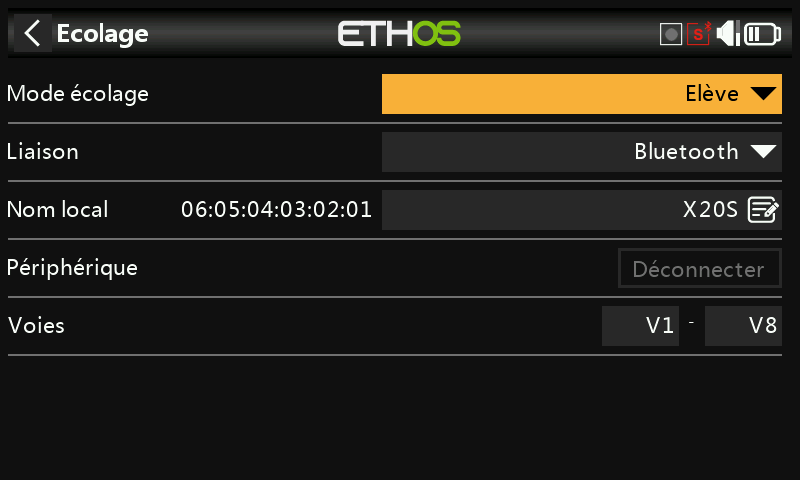 Ecolage ETHOS S
Mode écolage Elève
Liaison Bluetooth
Nom local 06:05:04:03:02:01 X20S
Périphérique Déconnecter
Voies V1 - V8